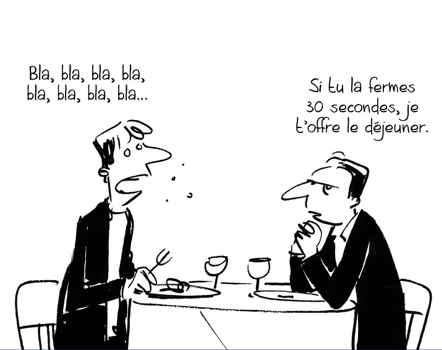 Bla, bla, bla, bla,
bla, bla, bla, bla...
Si tu la fermes
30 secondes, je
t'offre le déjeuner.